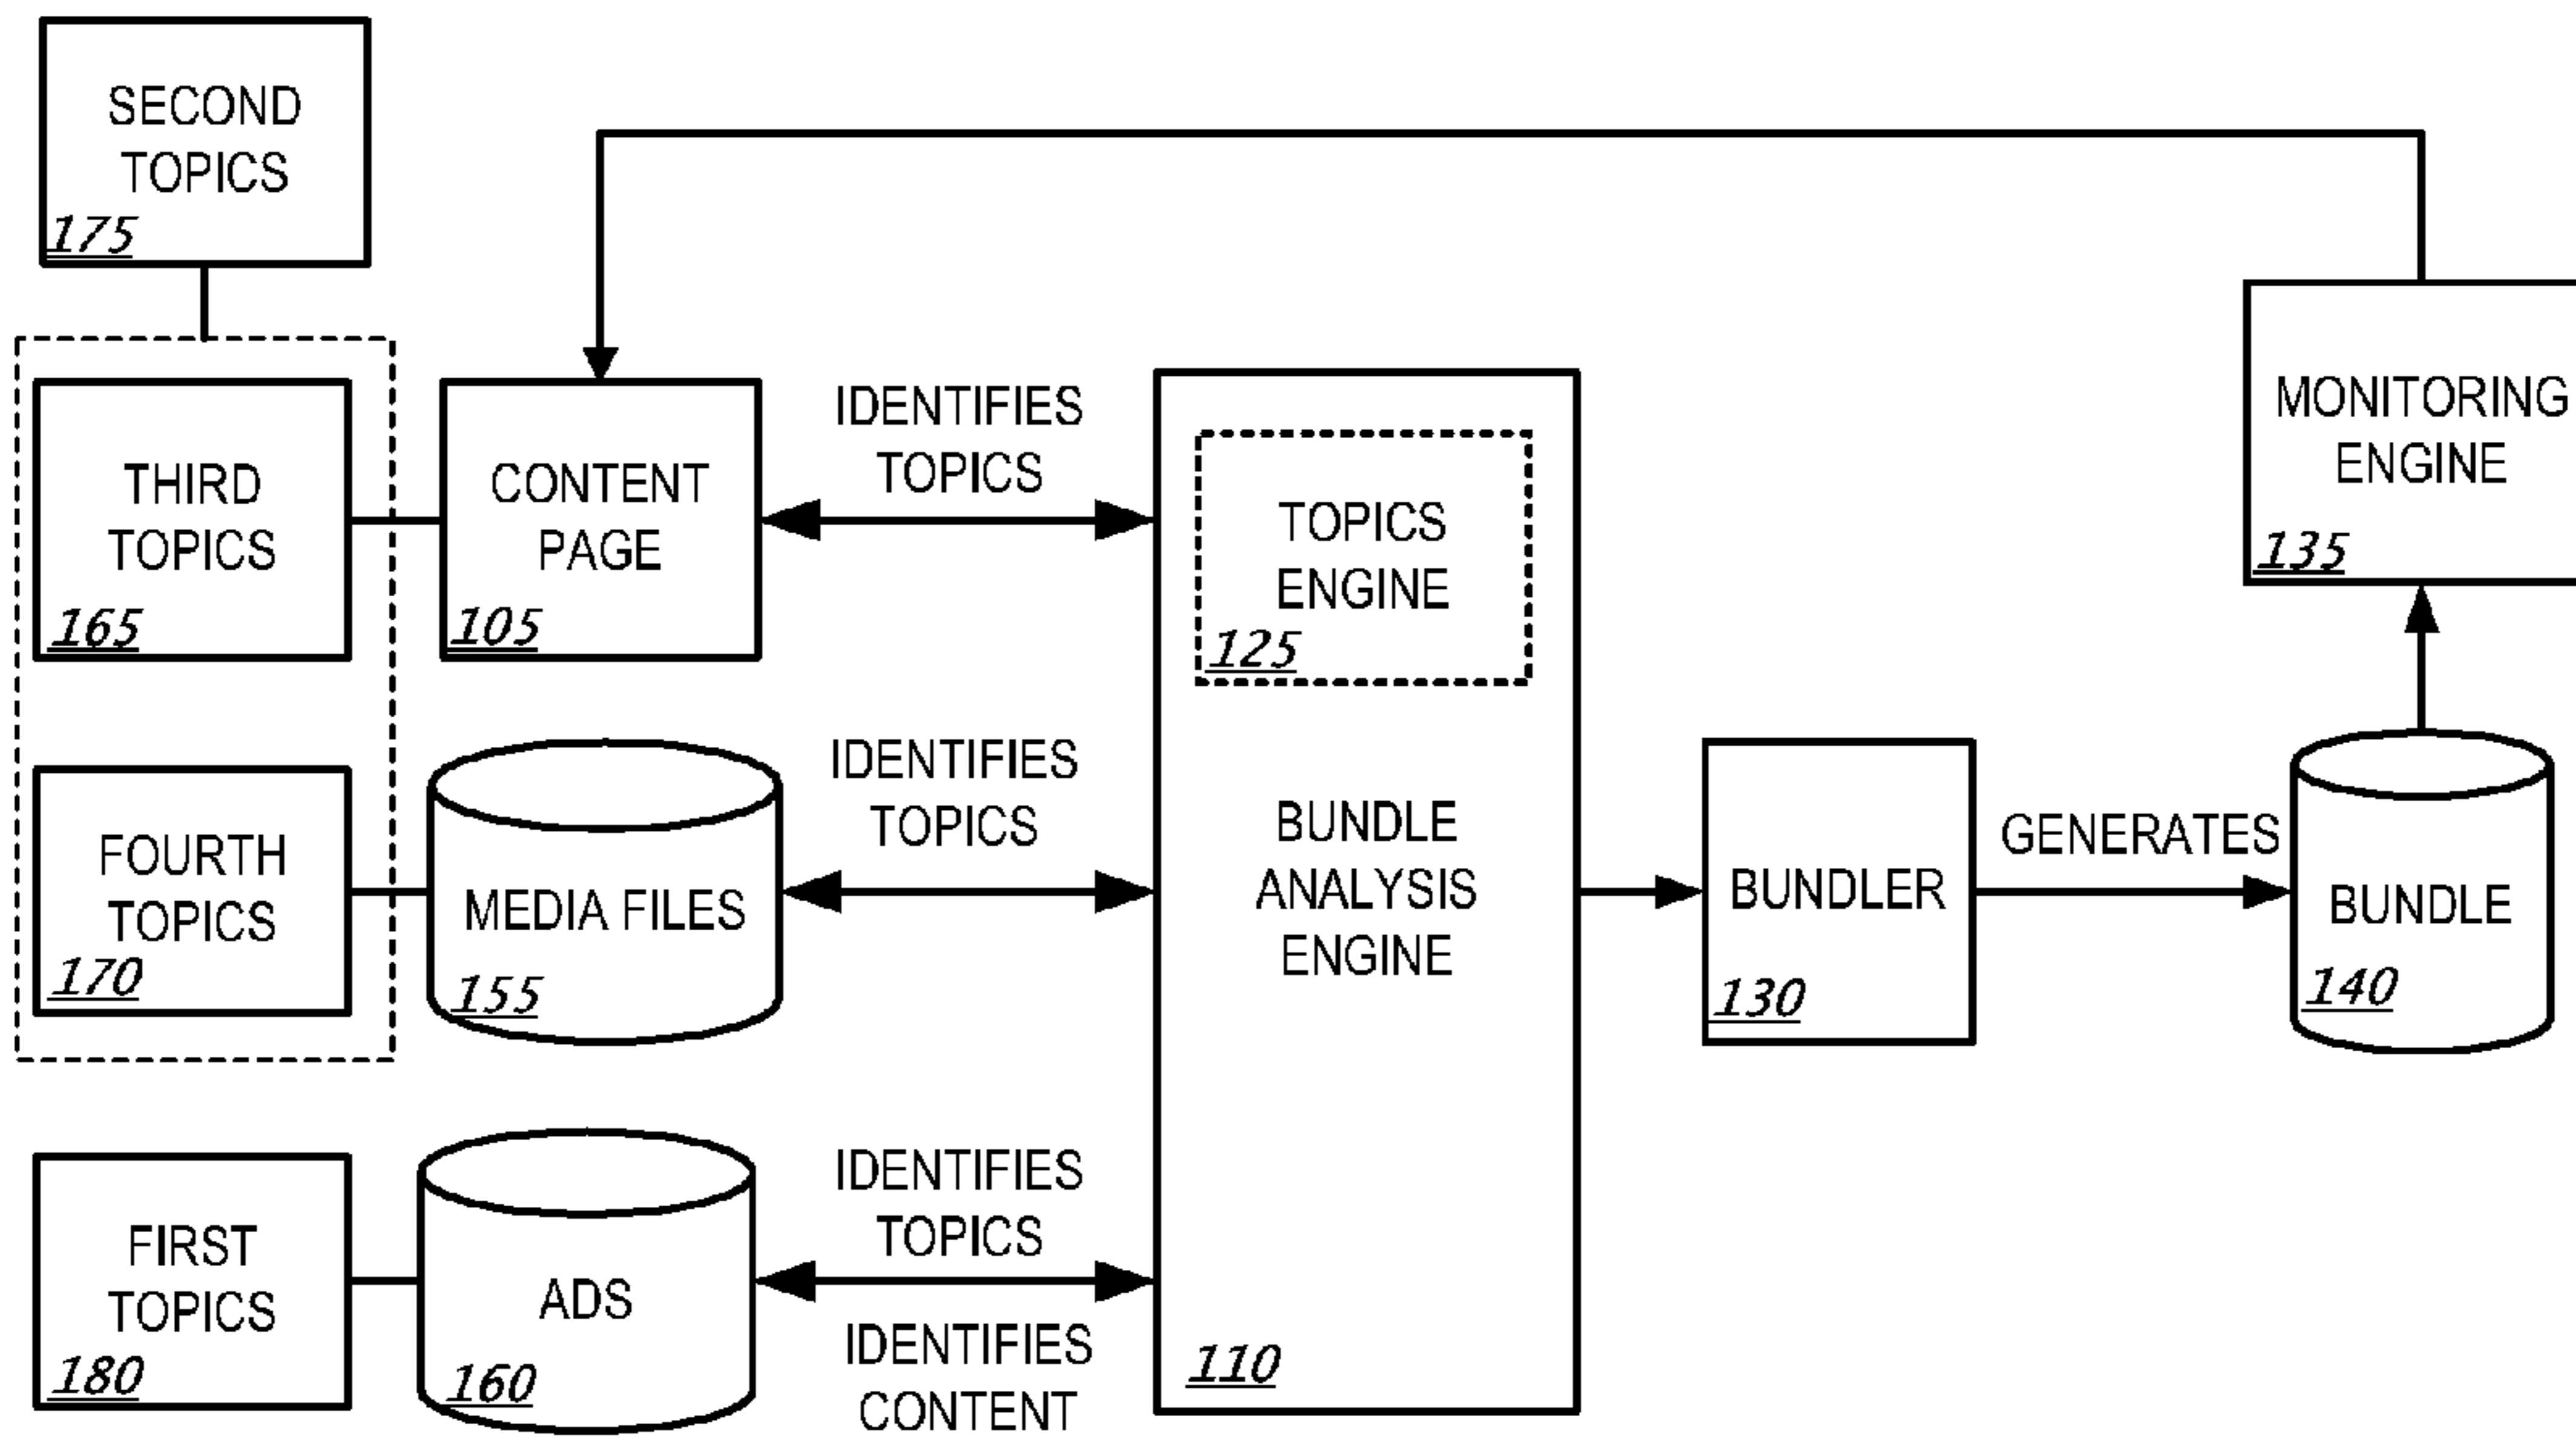 SECOND
TOPICS
175
THIRD
TOPICS
165
CONTENT
PAGE
105
IDENTIFIES
TOPICS
TOPICS
ENGINE
125
MONITORING
ENGINE
135
FOURTH
TOPICS
170
MEDIA FILES
155
IDENTIFIES
TOPICS
BUNDLE
ANALYSIS
ENGINE
110
BUNDLER
130
GENERATES
BUNDLE
140
FIRST
TOPICS
180
ADS
160
IDENTIFIES
TOPICS
IDENTIFIES
CONTENT